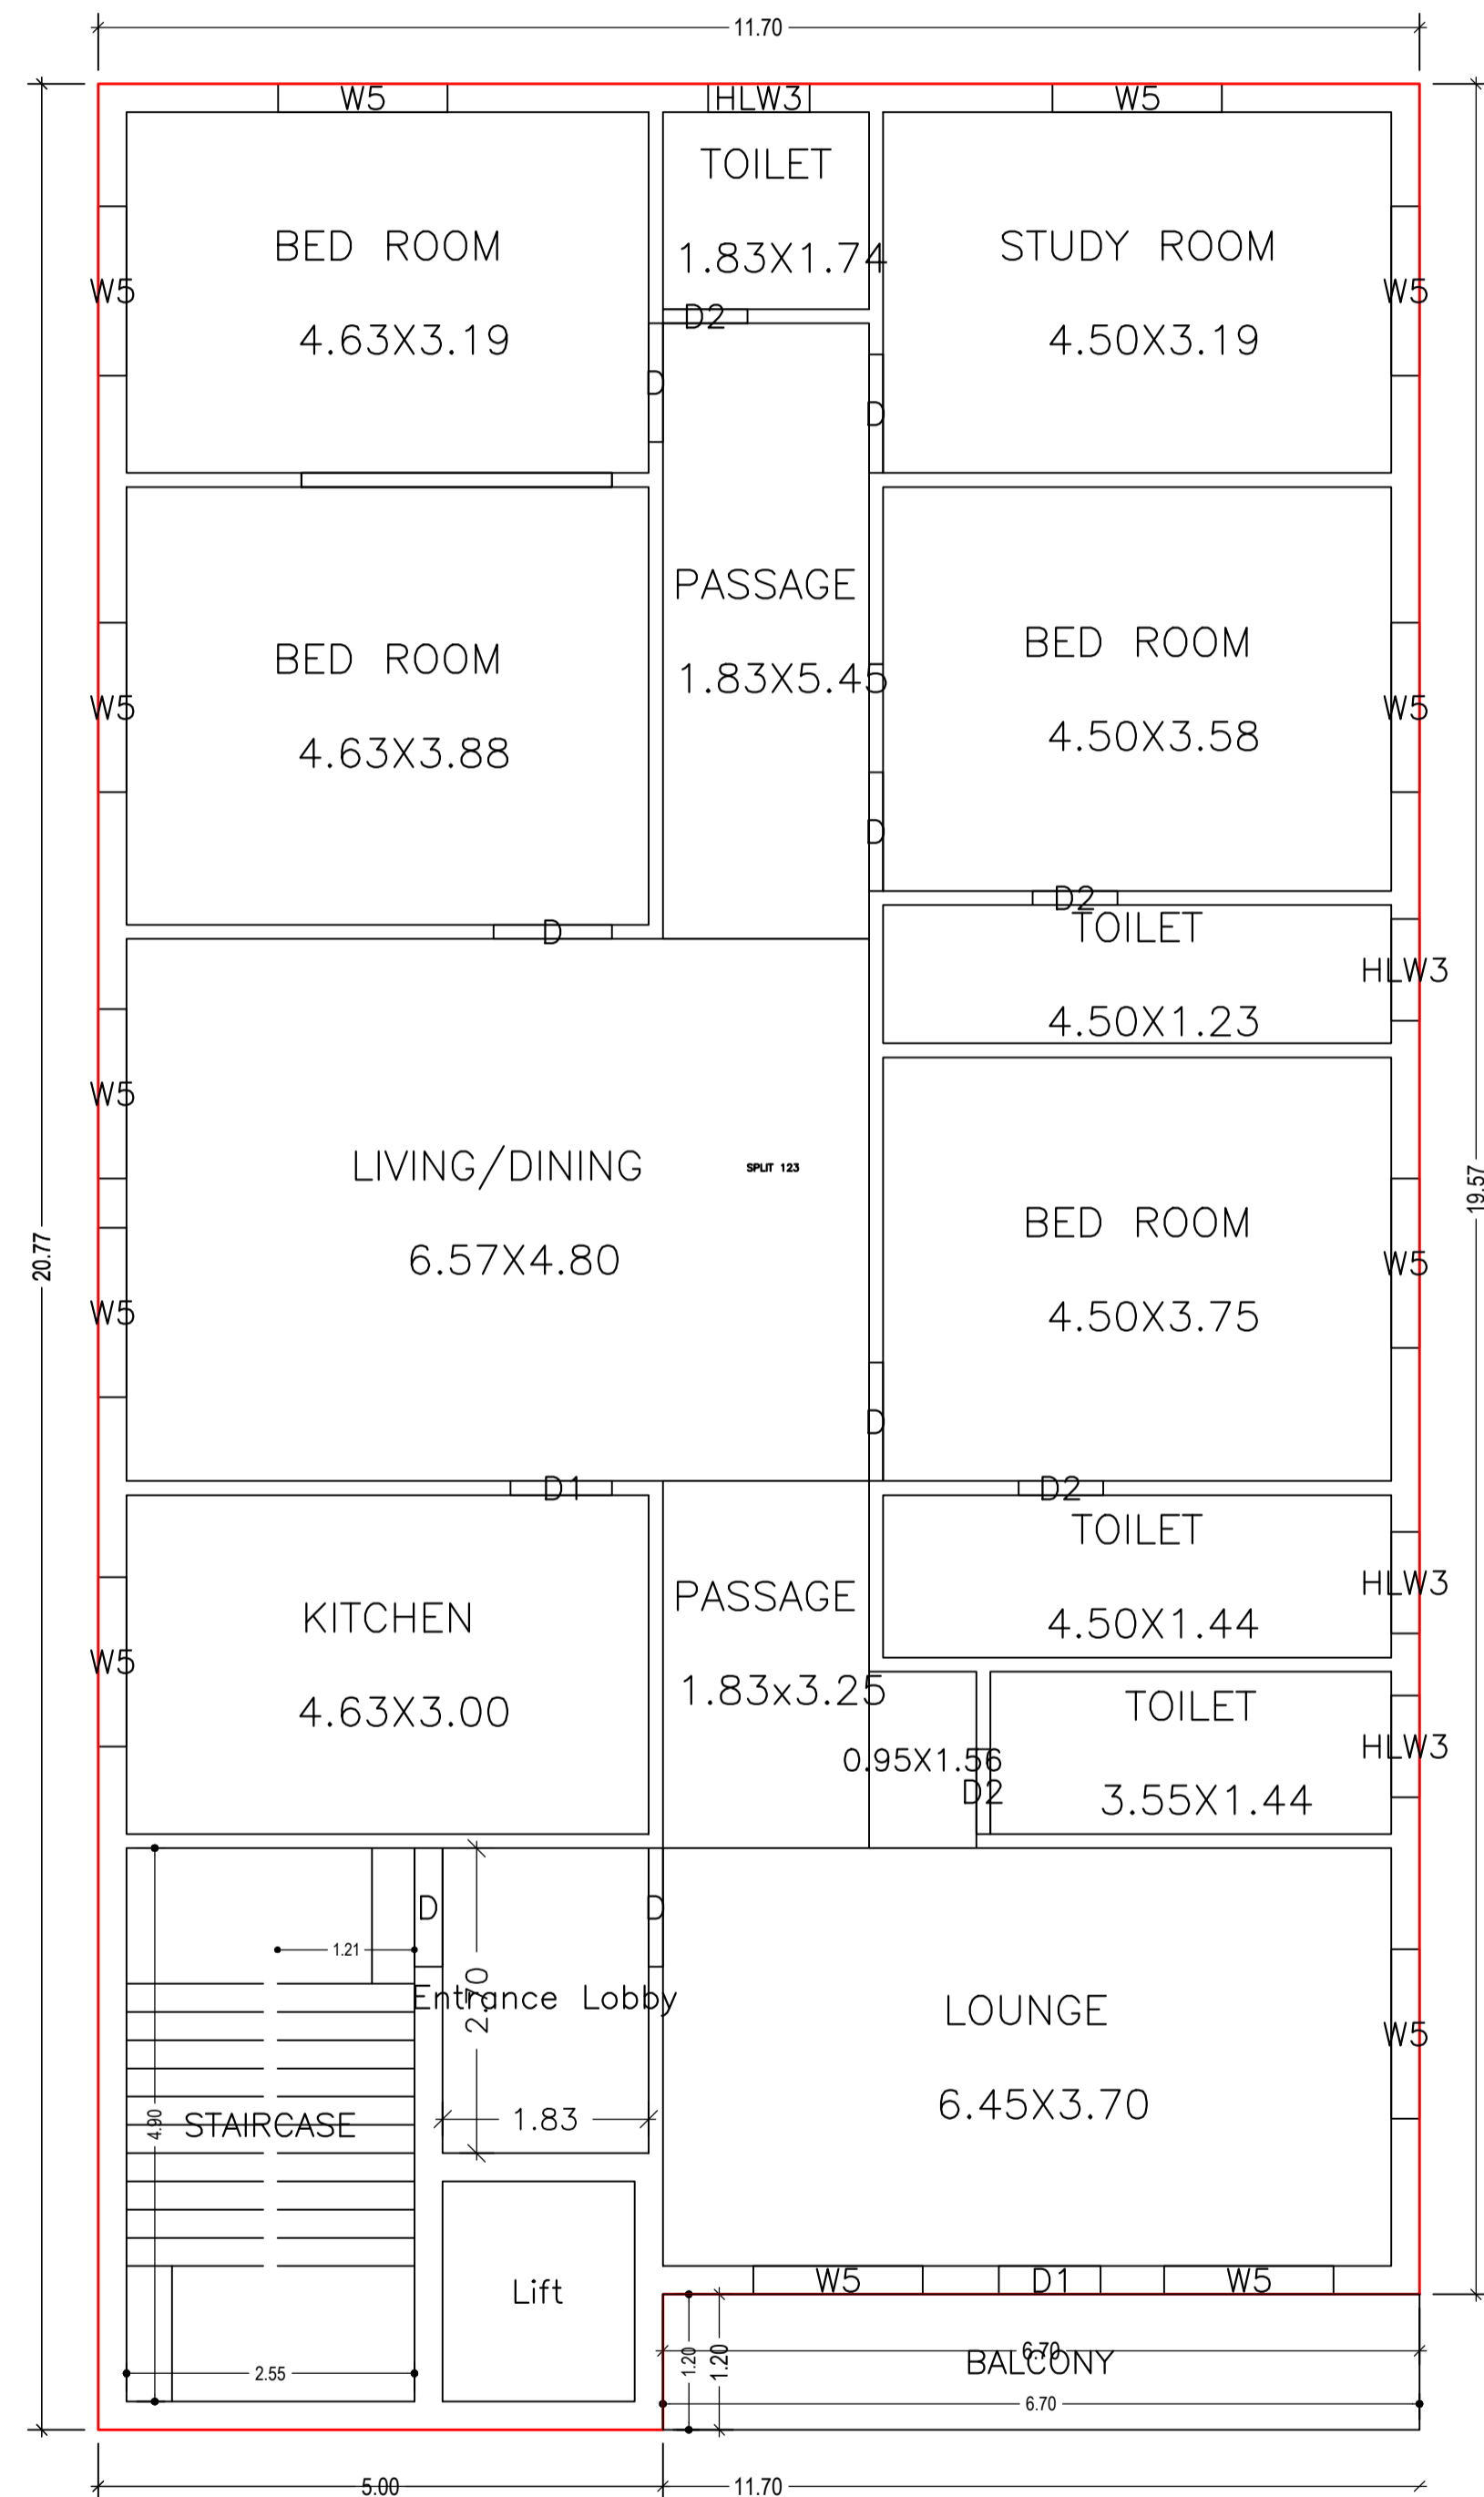 11.70
W5
HLW3
W5
TOILET
1.83X1.74
BED ROOM
4.63X3.19
STUDY ROOM
4.50X3.19
W5
W5
D2
D
D
PASSAGE
1.83X5.45
BED ROOM
4.63X3.88
BED ROOM
4.50X3.58
W5
W5
D
D2
D
TOILET
4.50X1.23
HLW3
W5
LIVING/DINING
6.57X4.80
SPLIT 123
BED ROOM
4.50X3.75
20.77
19.57
W5
W5
D
D1
D2
TOILET
4.50X1.44
HLW3
KITCHEN
4.63X3.00
PASSAGE
1.83x3.25
W5
TOILET
3.55X1.44
HLW3
0.95X1.56
D2
D
D
1.21
Entrance Lobby
2.70
LOUNGE
6.45X3.70
W5
4.90
STAIRCASE
1.83
Lift
W5
D1
W5
2.55
1.20
1.20
6.70
BALCONY
6.70
5.00
11.70